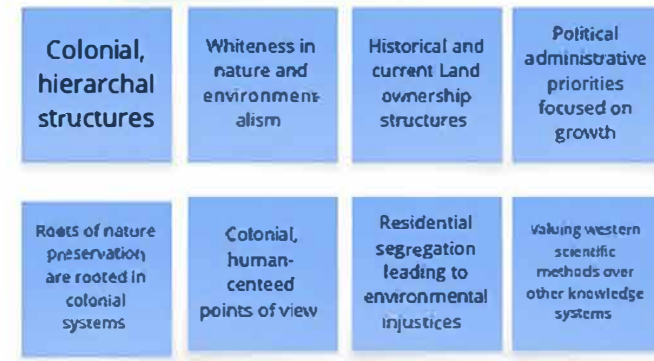 Colonial,
hierarchal
structures
Whiteness in
nature and
environment-
alism
Historical and
current Land
ownership
structures
Political
administrative
priorities
focused on
growth
Roots of nature
preservation
are rooted in
colonial
systems
Colonial,
human-
centeed
points of view
Residential
segregation
leading to
environmental
injustices
Valuing western
scientific
methods over
other knowledge
systems